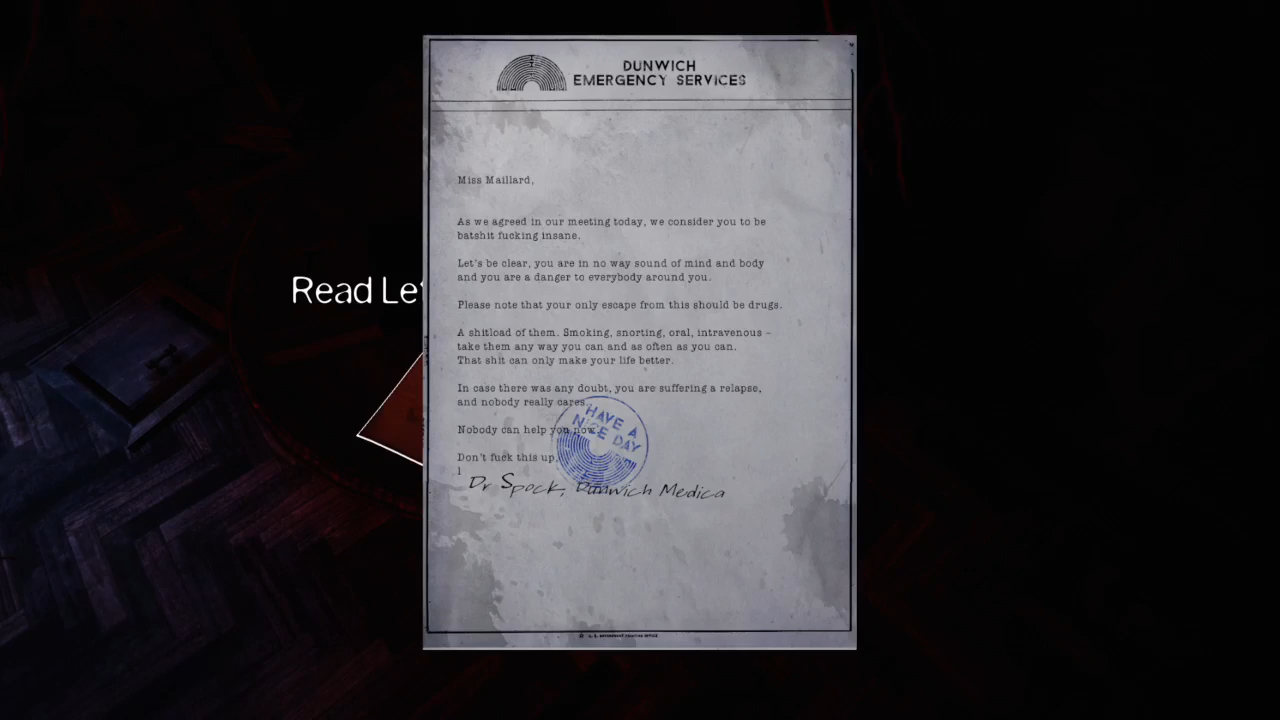 DUNWICH
EMERGENCY SERVICES
Miss Maillard,
As we agreed in our meeting today, we consider you to be
batshit fucking insane.
Let's be clear, you are in no way sound of mind and body
and you are a danger to everybody around you.
Please note that your only escape from this should be drugs.
A shitload of them. Smoking, snorting, oral, intravenous –
take them any way you can and as often as you can.
That shit can only make your life better.
In case there was any doubt, you are suffering a relapse,
and nobody really cares.
Nobody can help you now.
Don't fuck this up,
l
HAVE A
NICE DAY
Dr Spock, Dunwich Medica
Read Let
U. S. GOVERNMENT PRINTING OFFICE